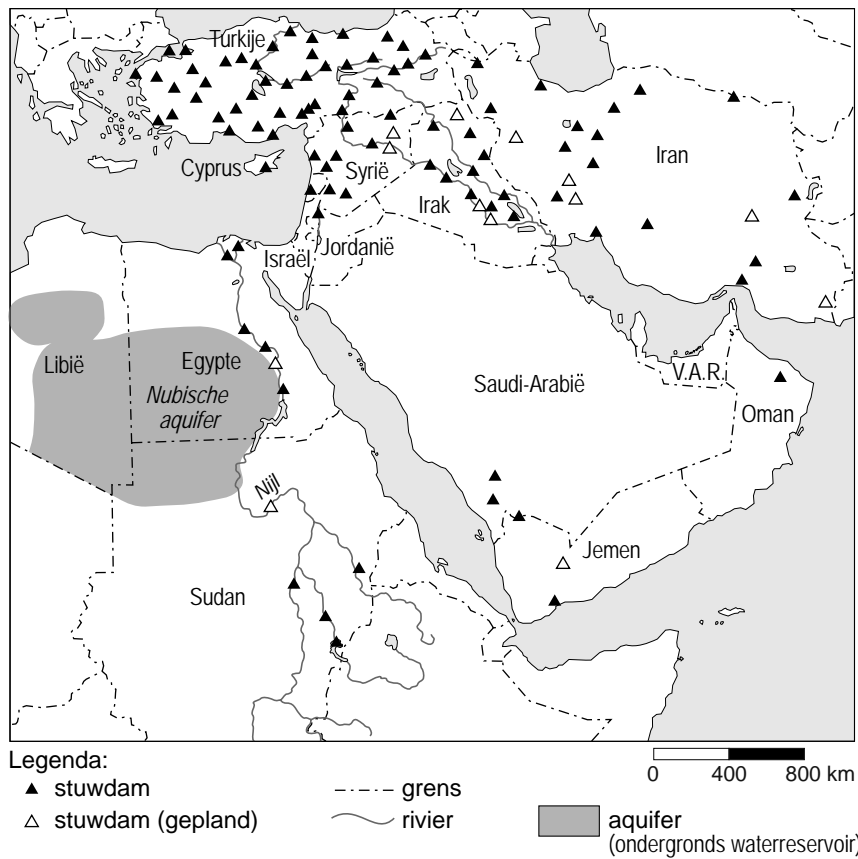 Turkije
Cyprus
Syrië
Iran
Irak
Israël
Jordanië
Libië
Egypte
Nubische
aquifer
Saudi-Arabië
V.A.R.
Oman
Nijl
Jemen
Sudan
Legenda:
stuwdam
grens
stuwdam (gepland)
rivier
aquifer
(ondergronds waterreservoir)
0 400 800 km